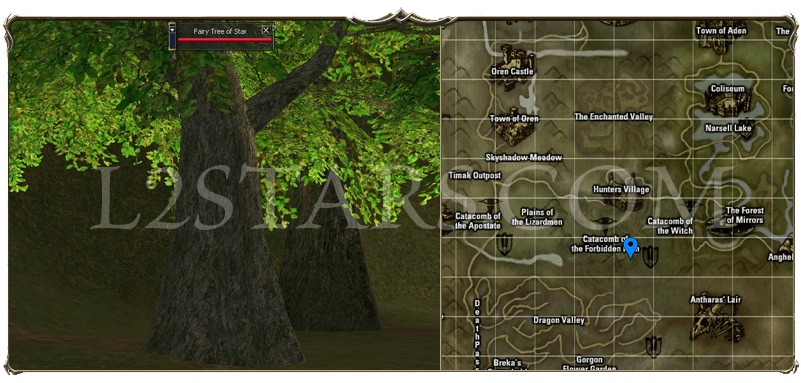 Fairy Tree of Star
L2STARS.COM
Town of Aden
The
Oren Castle
Coliseum
Town of Oren
The Enchanted Valley
Narsell Lake
Skyshadow Meadow
Timak Outpost
Hunters Village
Catacomb of
the Apostate
Plains of
the Lizardmen
Catacomb of
the Witch
The Forest
of Mirrors
Catacomb of
the Forbidden
Antharas' Lair
Dragon Valley
Breka's
Gorgon
Flower Garden